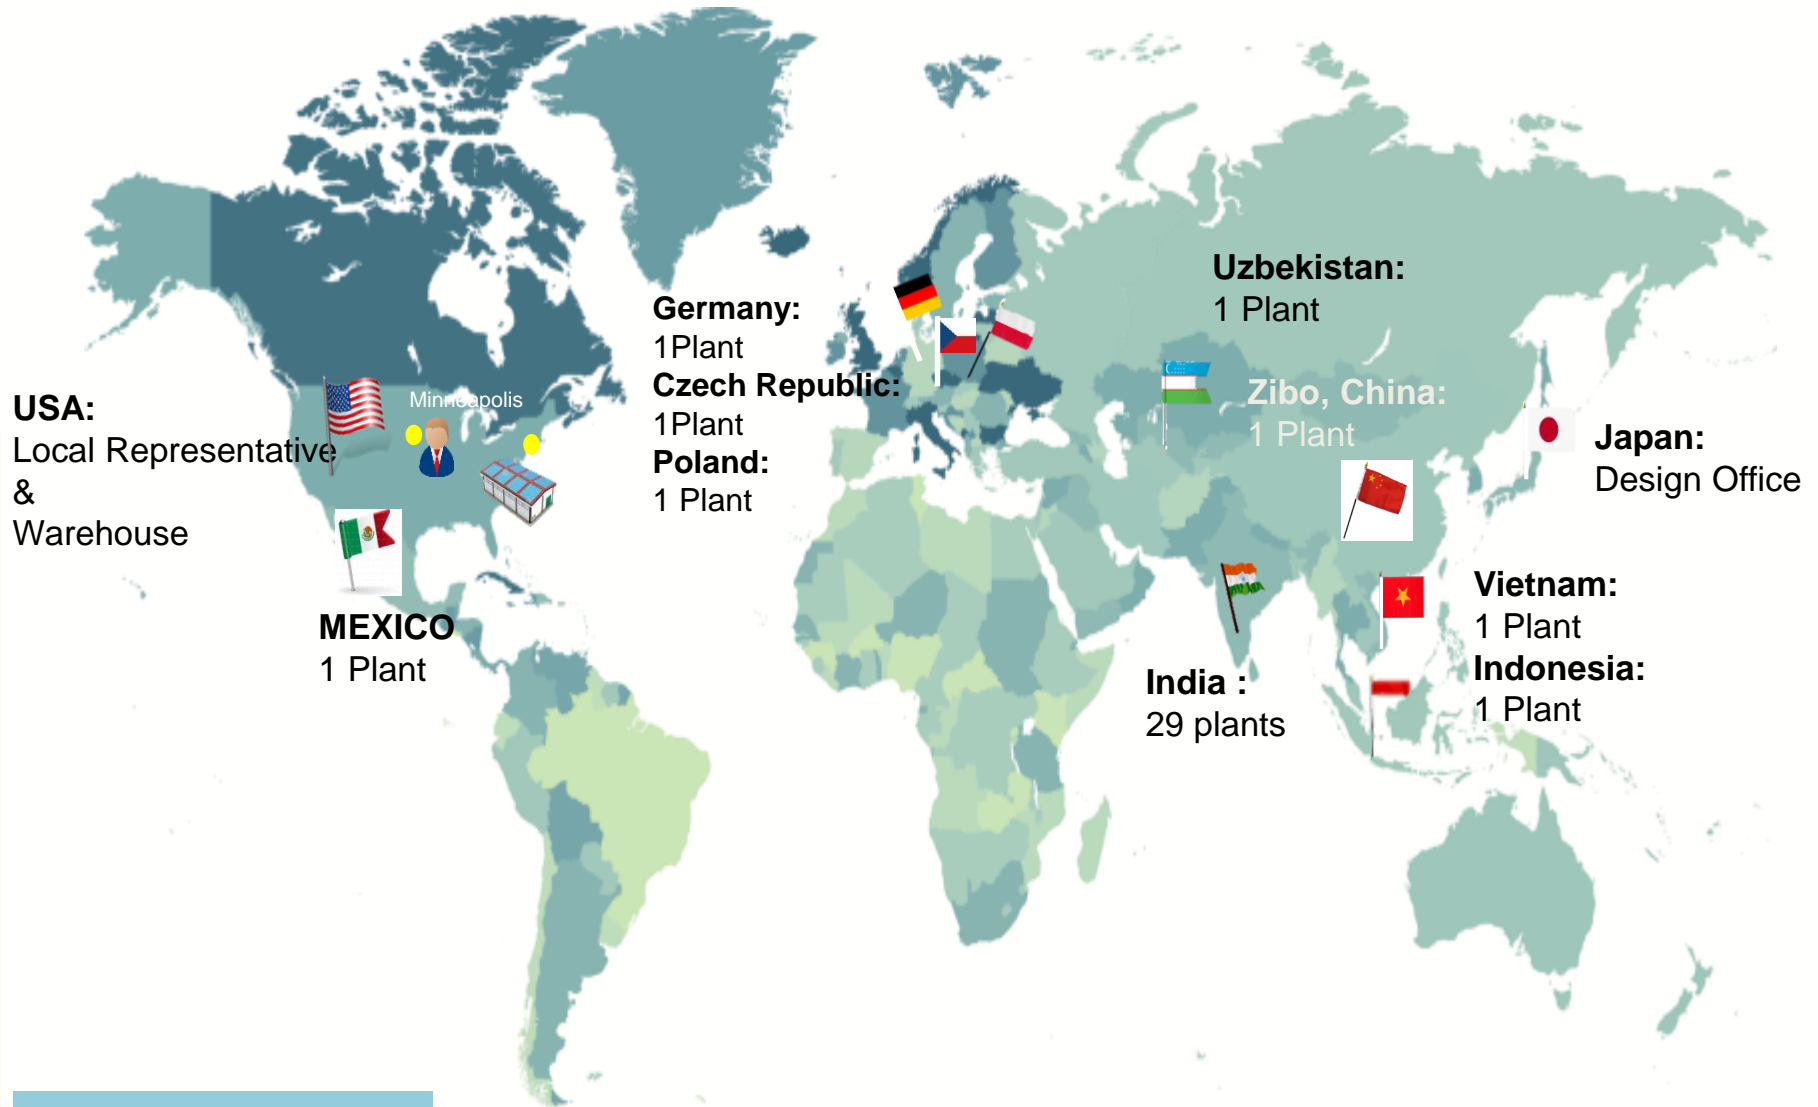 Minneapolis
USA:
Local Representative
&
Warehouse
MEXICO
1 Plant
Germany:
1Plant
Czech Republic:
1Plant
Poland:
1 Plant
Uzbekistan:
1 Plant
Zibo, China:
1 Plant
Japan:
Design Office
India :
29 plants
Vietnam:
1 Plant
Indonesia:
1 Plant